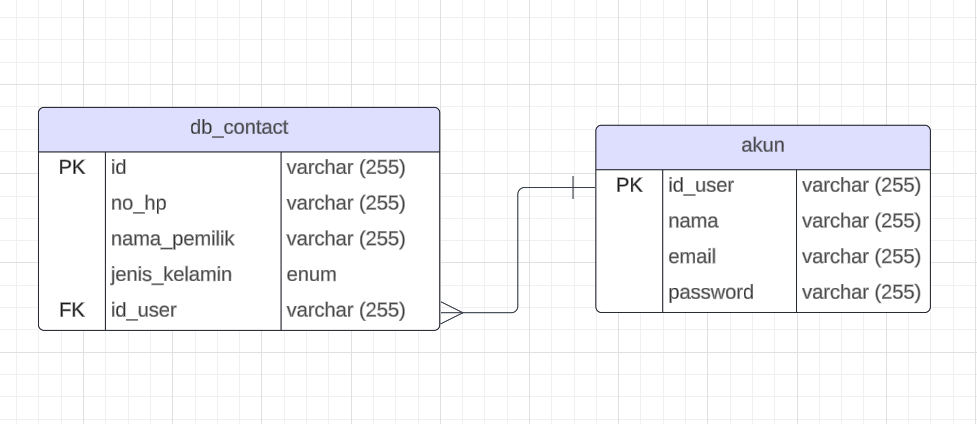 db_contact
PK id varchar (255)
no_hp varchar (255)
nama_pemilik varchar (255)
jenis_kelamin enum
FK id_user varchar (255)
akun
PK id_user varchar (255)
nama varchar (255)
email varchar (255)
password varchar (255)